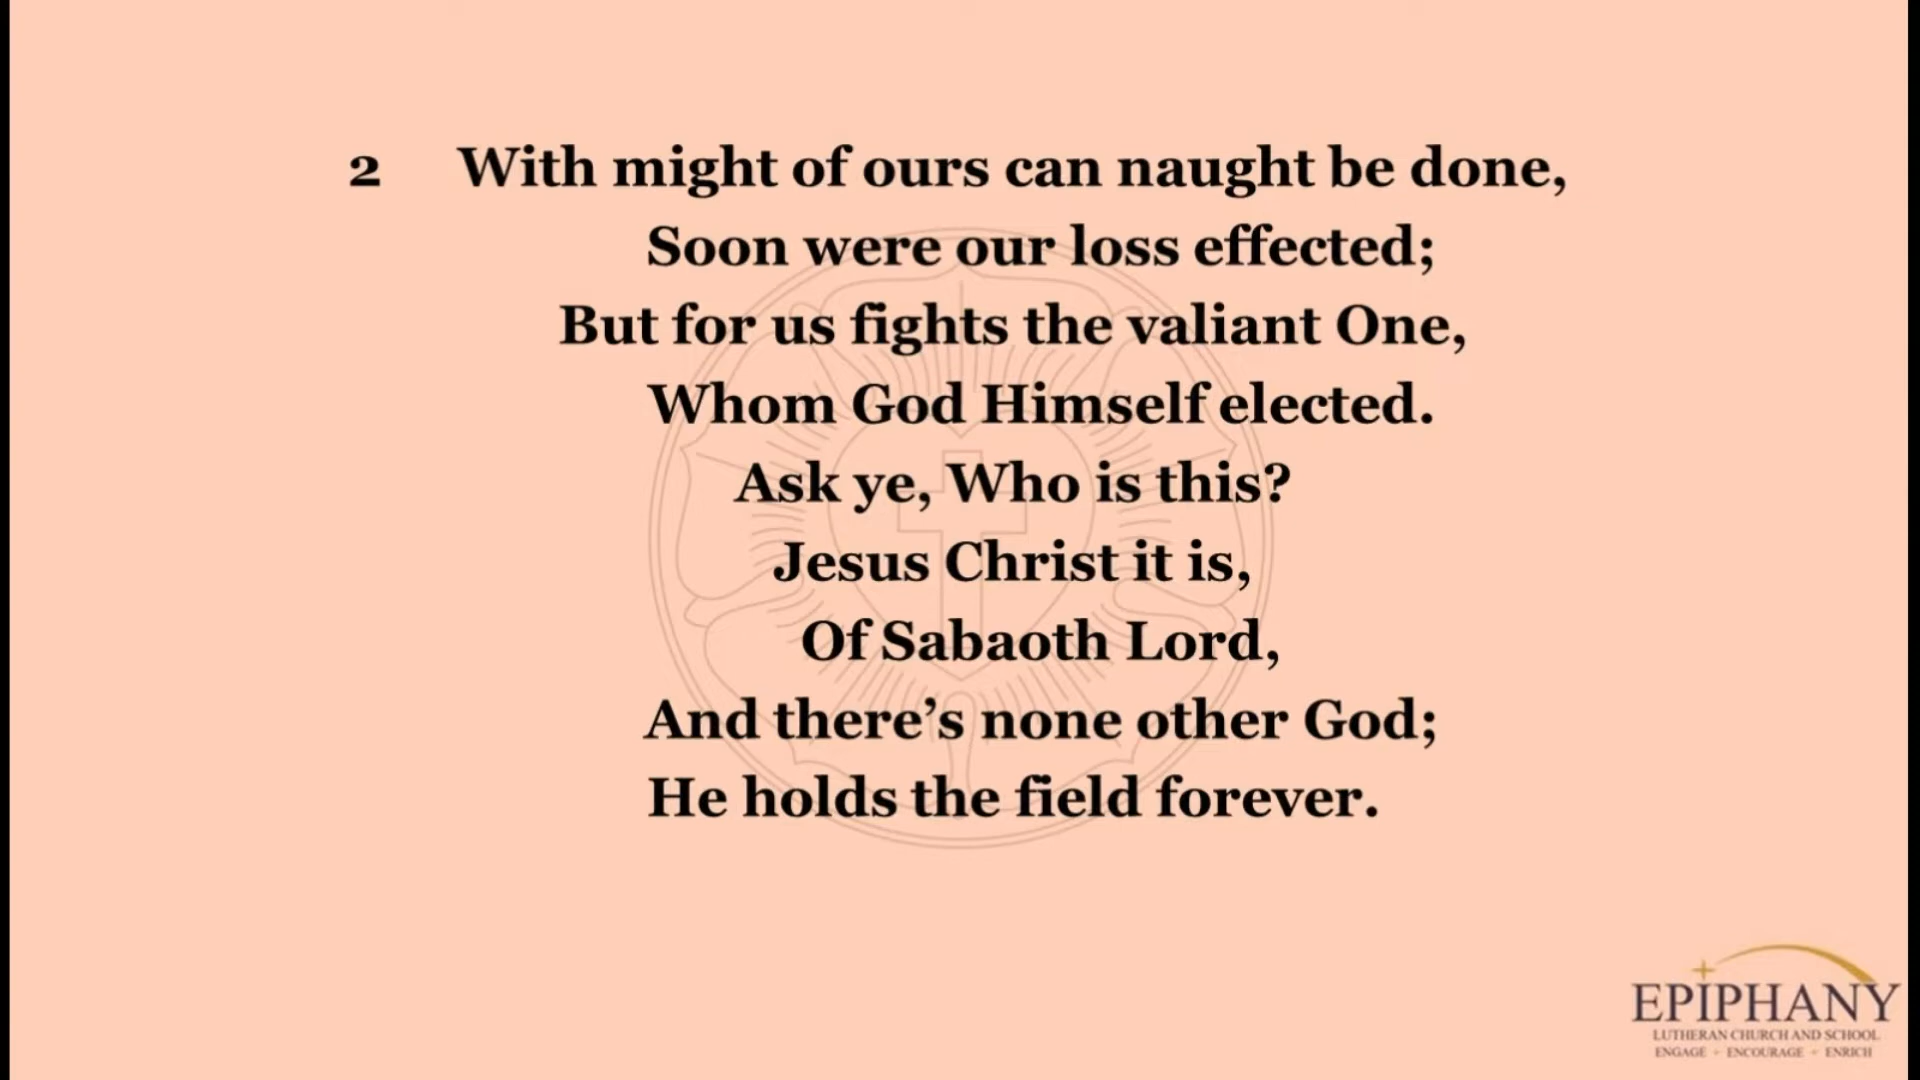 2 With might of ours can naught be done,
Soon were our loss effected;
But for us fights the valiant One,
Whom God Himself elected.
Ask ye, Who is this?
Jesus Christ it is,
Of Sabaoth Lord,
And there’s none other God;
He holds the field forever.
EPIPHANY
LUTHERAN CHURCH AND SCHOOL
ENGAGE + ENCOURAGE + ENRICH